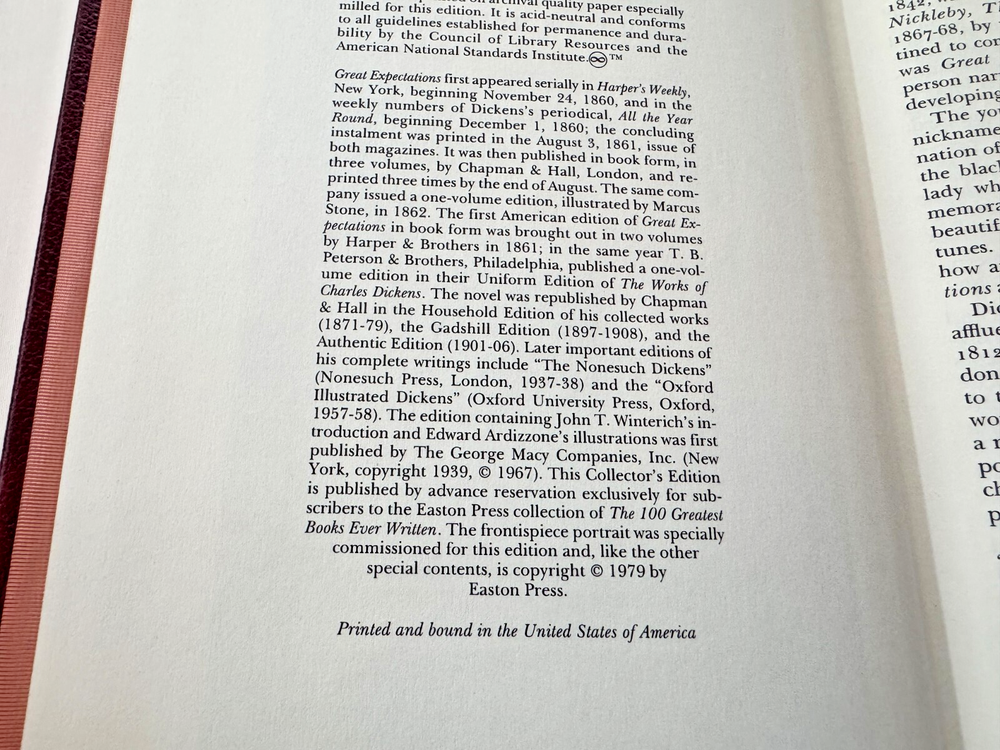 on archival quality paper especially
milled for this edition. It is acid-neutral and conforms
to all guidelines established for permanence and dura-
bility by the Council of Library Resources and the
American National Standards Institute.♾™
Great Expectations first appeared serially in Harper's Weekly,
New York, beginning November 24, 1860, and in the
weekly numbers of Dickens's periodical, All the Year
Round, beginning December 1, 1860; the concluding
instalment was printed in the August 3, 1861, issue of
both magazines. It was then published in book form, in
three volumes, by Chapman & Hall, London, and re-
printed three times by the end of August. The same com-
pany issued a one-volume edition, illustrated by Marcus
Stone, in 1862. The first American edition of Great Ex-
pectations in book form was brought out in two volumes
by Harper & Brothers in 1861; in the same year T. B.
Peterson & Brothers, Philadelphia, published a one-vol-
ume edition in their Uniform Edition of The Works of
Charles Dickens. The novel was republished by Chapman
& Hall in the Household Edition of his collected works
(1871-79), the Gadshill Edition (1897-1908), and the
Authentic Edition (1901-06). Later important editions of
his complete writings include “The Nonesuch Dickens”
(Nonesuch Press, London, 1937-38) and the “Oxford
Illustrated Dickens” (Oxford University Press, Oxford,
1957-58). The edition containing John T. Winterich's in-
troduction and Edward Ardizzone's illustrations was first
published by The George Macy Companies, Inc. (New
York, copyright 1939, © 1967). This Collector's Edition
is published by advance reservation exclusively for sub-
scribers to the Easton Press collection of The 100 Greatest
Books Ever Written. The frontispiece portrait was specially
commissioned for this edition and, like the other
special contents, is copyright © 1979 by
Easton Press.
Printed and bound in the United States of America
1842,
Nickleby,
1867-68, by
tined to
was Great
person
developing
The
nickname
nation of
the
lady
tunes.
how
tions
1812
to
a